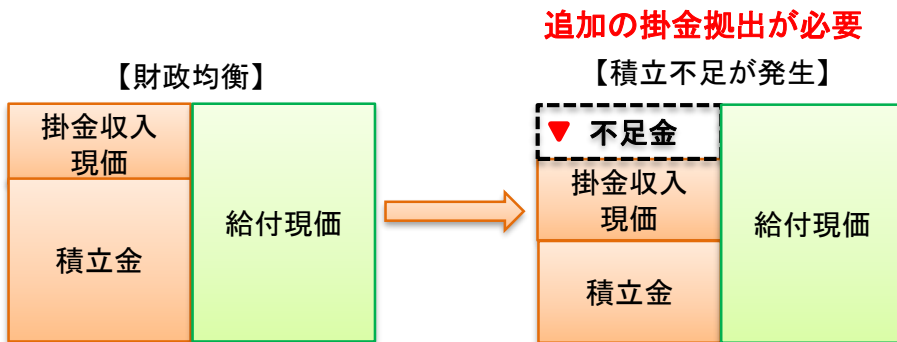 追加の掛金拠出が必要
【財政均衡】
【積立不足が発生】
掛金収入
現価
積立金
給付現価
▼ 不足金
掛金収入
現価
積立金
給付現価